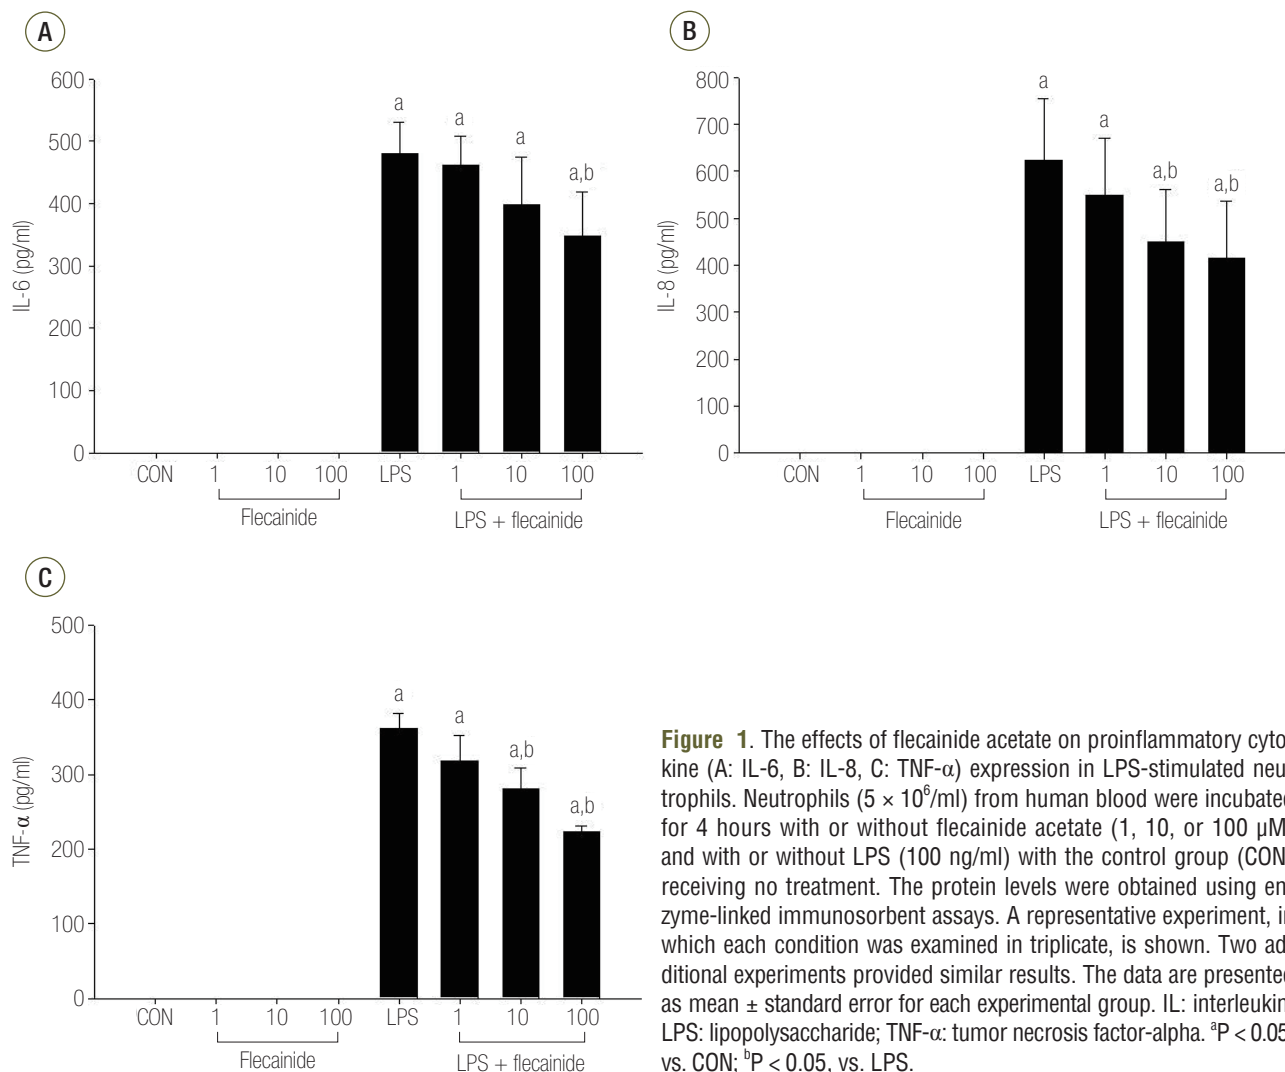 A
600
500
400
300
200
100
0
IL-6 (pg/ml)
a
a
a
a,b
CON 1 10 100 LPS 1 10 100
Flecainide LPS + flecainide
B
800
700
600
500
400
300
200
100
0
IL-8 (pg/ml)
a
a
a,b
a,b
CON 1 10 100 LPS 1 10 100
Flecainide LPS + flecainide
C
500
400
300
200
100
0
TNF-α (pg/ml)
a
a
a,b
a,b
CON 1 10 100 LPS 1 10 100
Flecainide LPS + flecainide
Figure 1. The effects of flecainide acetate on proinflammatory cyto-
kine (A: IL-6, B: IL-8, C: TNF-α) expression in LPS-stimulated neu
trophils. Neutrophils (5 × 10⁶/ml) from human blood were incubated
for 4 hours with or without flecainide acetate (1, 10, or 100 μM
and with or without LPS (100 ng/ml) with the control group (CON
receiving no treatment. The protein levels were obtained using en
zyme-linked immunosorbent assays. A representative experiment, in
which each condition was examined in triplicate, is shown. Two ad
ditional experiments provided similar results. The data are presented
as mean ± standard error for each experimental group. IL: interleukin
LPS: lipopolysaccharide; TNF-α: tumor necrosis factor-alpha. ᵃP < 0.05
vs. CON; ᵇP < 0.05, vs. LPS.